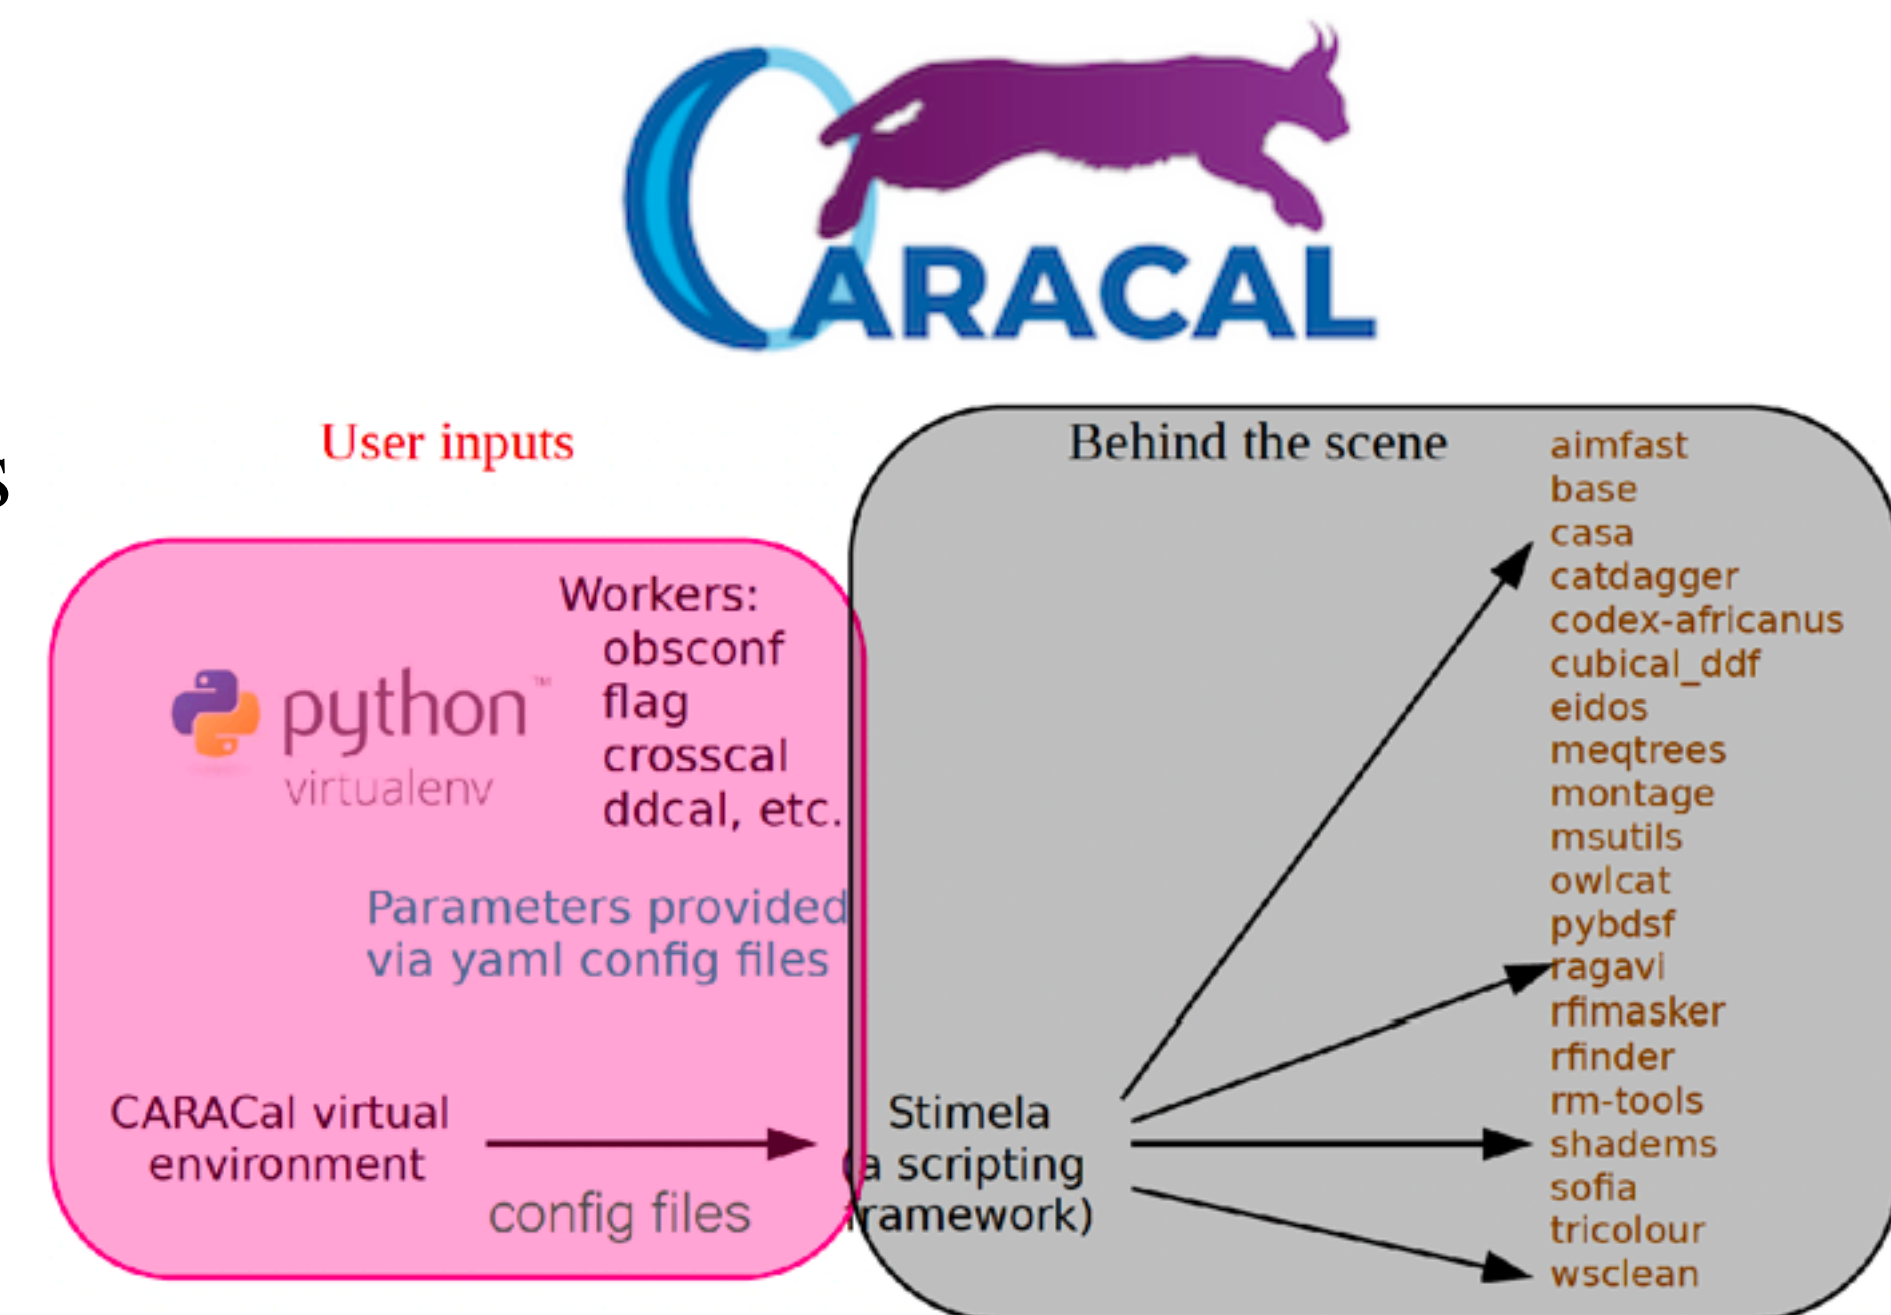 CARACAL
s
User inputs
Behind the scene
Workers:
obsconf
flag
crosscal
ddcal, etc.
python™
virtualenv
Parameters provided
via yaml config files
CARACal virtual
environment
config files
Stimela
(a scripting
framework)
aimfast
base
casa
catdagger
codex-africanus
cubical_ddf
eidos
meqtrees
montage
msutils
owlcat
pybdsf
ragavi
rfimasker
rfinder
rm-tools
shadems
sofia
tricolour
wsclean